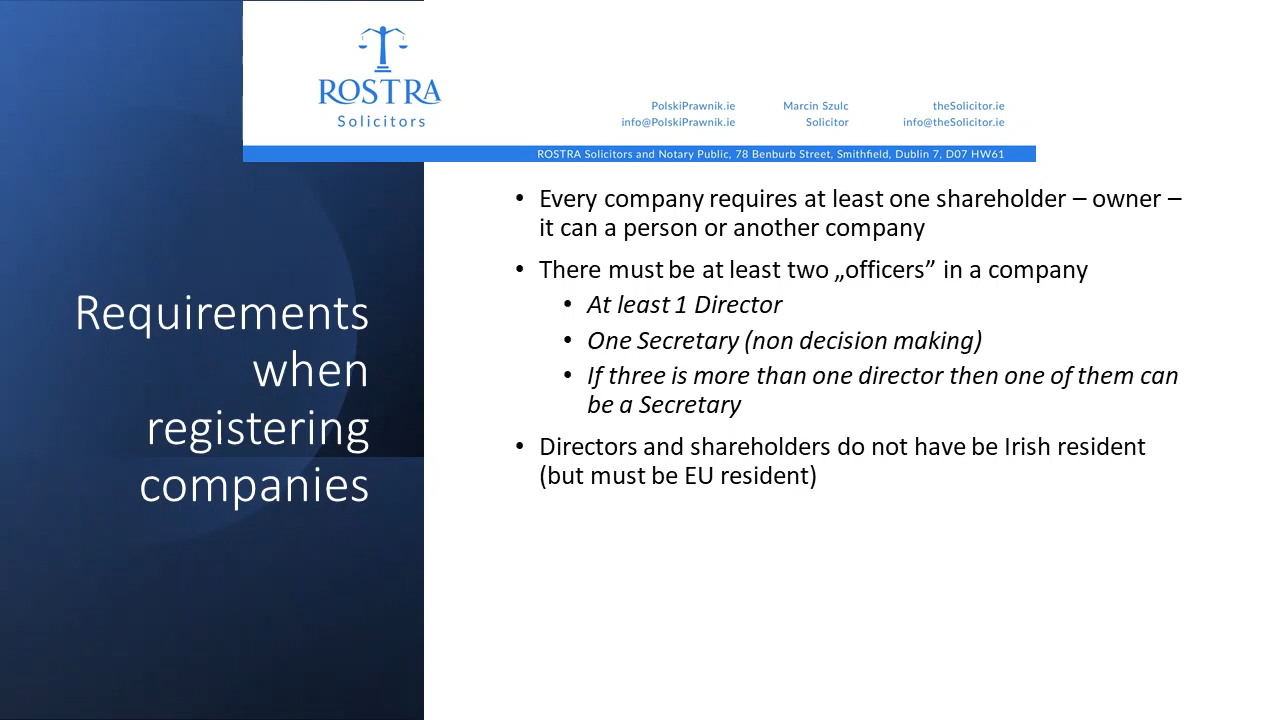 ROSTRA
Solicitors
PolskiPrawnik.ie
info@PolskiPrawnik.ie
Marcin Szulc
Solicitor
theSolicitor.ie
info@theSolicitor.ie
ROSTRA Solicitors and Notary Public, 78 Benburb Street, Smithfield, Dublin 7, D07 HW61
Requirements
when
registering
companies
• Every company requires at least one shareholder – owner –
it can a person or another company
• There must be at least two „officers” in a company
• At least 1 Director
• One Secretary (non decision making)
• If three is more than one director then one of them can
be a Secretary
• Directors and shareholders do not have be Irish resident
(but must be EU resident)